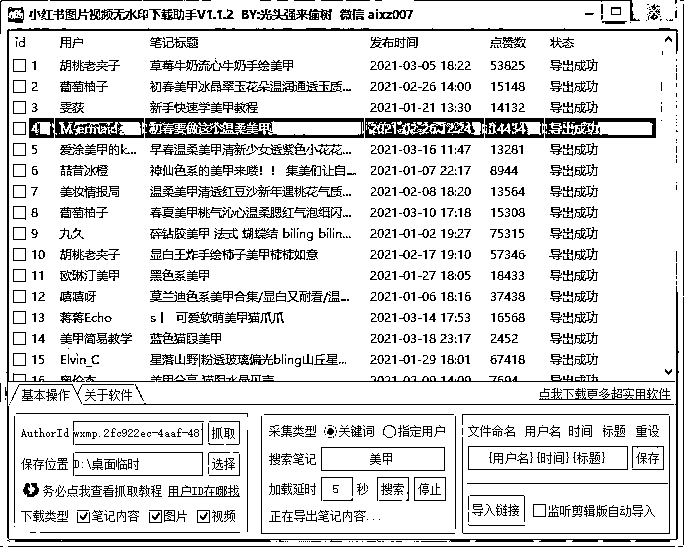 小红书图片视频无水印下载助手V1.1.2 BY:光头强来偷树 微信 aixz007
id 用户 笔记标题 发布时间 点赞数 状态
1 胡桃老夹子 草莓牛奶流心牛奶手绘美甲 2021-03-05 18:22 53825 导出成功
2 葡萄柚子 初春美甲冰晶翠玉花朵温润通透玉质... 2021-02-26 14:00 15148 导出成功
3 雯荻 新手快速学美甲教程 2021-01-21 13:30 14132 导出成功
4 Mermaid 初春要做这个温柔美甲 2021-02-26 12:24 14434 导出成功
5 爱涂美甲的k... 早春温柔美甲清新少女透紫色小花花... 2021-03-16 11:47 13281 导出成功
6 喆昔冰橙 神仙色系的美甲来喽！！ 集美们让自... 2021-01-07 22:17 8944 导出成功
7 美妆情报局 温柔美甲清透红豆沙新年遇桃花气质... 2021-02-08 18:20 13564 导出成功
8 葡萄柚子 春夏美甲桃气沁心温柔腮红气泡细闪... 2021-03-10 17:18 15308 导出成功
9 九久 碎钻胶美甲 法式 蝴蝶结 biling bilin... 2021-01-02 19:27 75315 导出成功
10 胡桃老夹子 显白王炸手绘柿子美甲柿柿如意 2021-02-17 19:10 57346 导出成功
11 欧琳汀美甲 黑色系美甲 2021-01-27 18:05 18433 导出成功
12 嘻嘻呀 莫兰迪色系美甲合集/显白又耐看/温... 2021-01-06 18:16 37438 导出成功
13 蒋蒋Echo s丨 可爱软萌美甲猫爪爪 2021-03-14 17:53 16568 导出成功
14 美甲简易教学 蓝色猫眼美甲 2021-03-18 23:17 2452 导出成功
15 Elvin_C 星落山野|粉透玻璃偏光bling山丘星... 2021-01-29 18:01 67418 导出成功
基本操作 关于软件 点我下载更多超实用软件
AuthorId wxmp.2fc922ec-4aaf-48 抓取
保存位置 D:\桌面临时 选择
务必点我查看抓取教程 用户ID在哪找
下载类型 笔记内容 图片 视频
采集类型 关键词 指定用户
搜索笔记 美甲
加载延时 5 秒 搜索 停止
正在导出笔记内容...
文件命名 用户名 时间 标题 重设
{用户名}{时间}{标题} 保存
导入链接 监听剪辑版自动导入